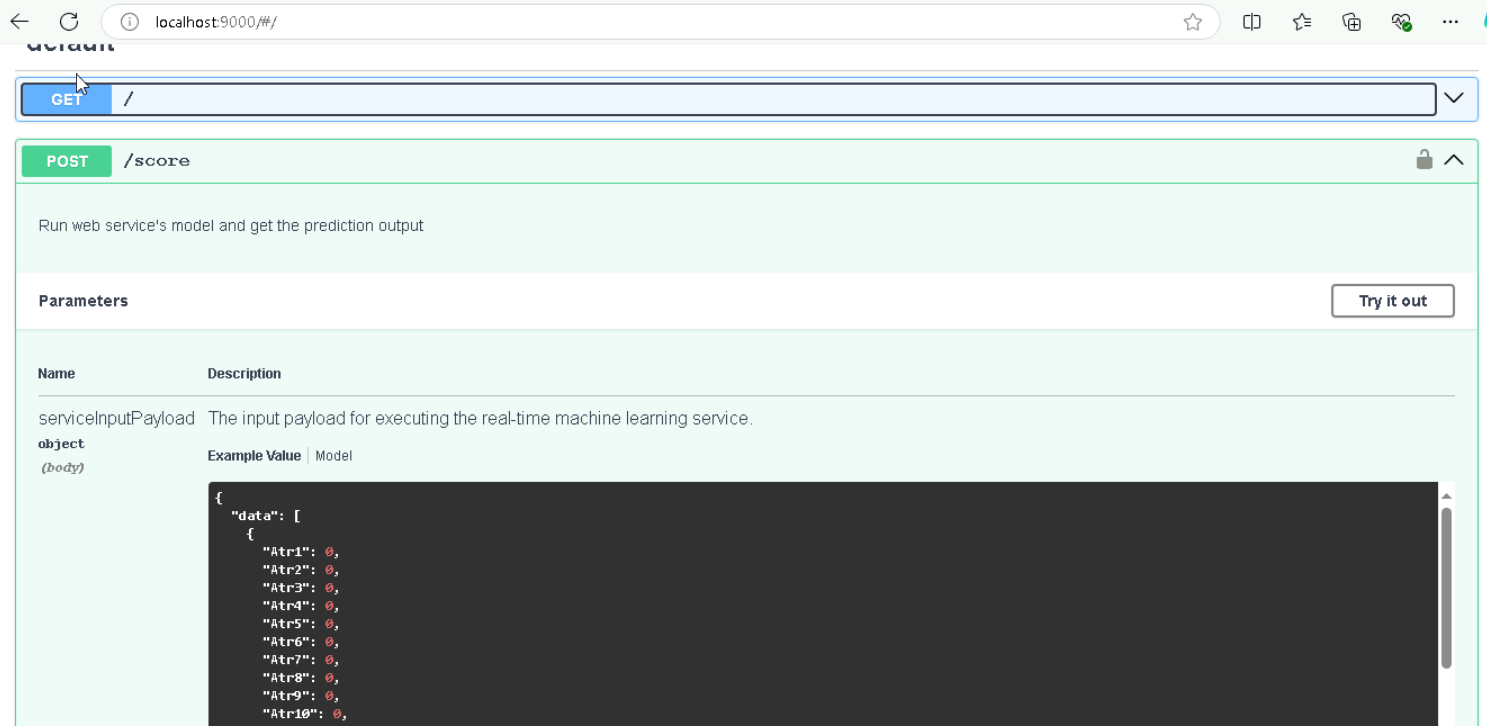 localhost:9000/#/
default
GET /
POST /score
Run web service's model and get the prediction output
Parameters
Try it out
Name Description
serviceInputPayload The input payload for executing the real-time machine learning service.
object
(body)
Example Value Model
{
"data": [
{
"Atr1": 0,
"Atr2": 0,
"Atr3": 0,
"Atr4": 0,
"Atr5": 0,
"Atr6": 0,
"Atr7": 0,
"Atr8": 0,
"Atr9": 0,
"Atr10": 0,